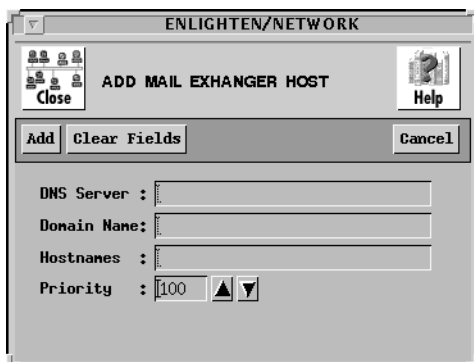 ENLIGHTEN/NETWORK
Close
ADD MAIL EXHANGER HOST
Help
Add
Clear Fields
Cancel
DNS Server :
Domain Name:
Hostnames :
Priority : 100